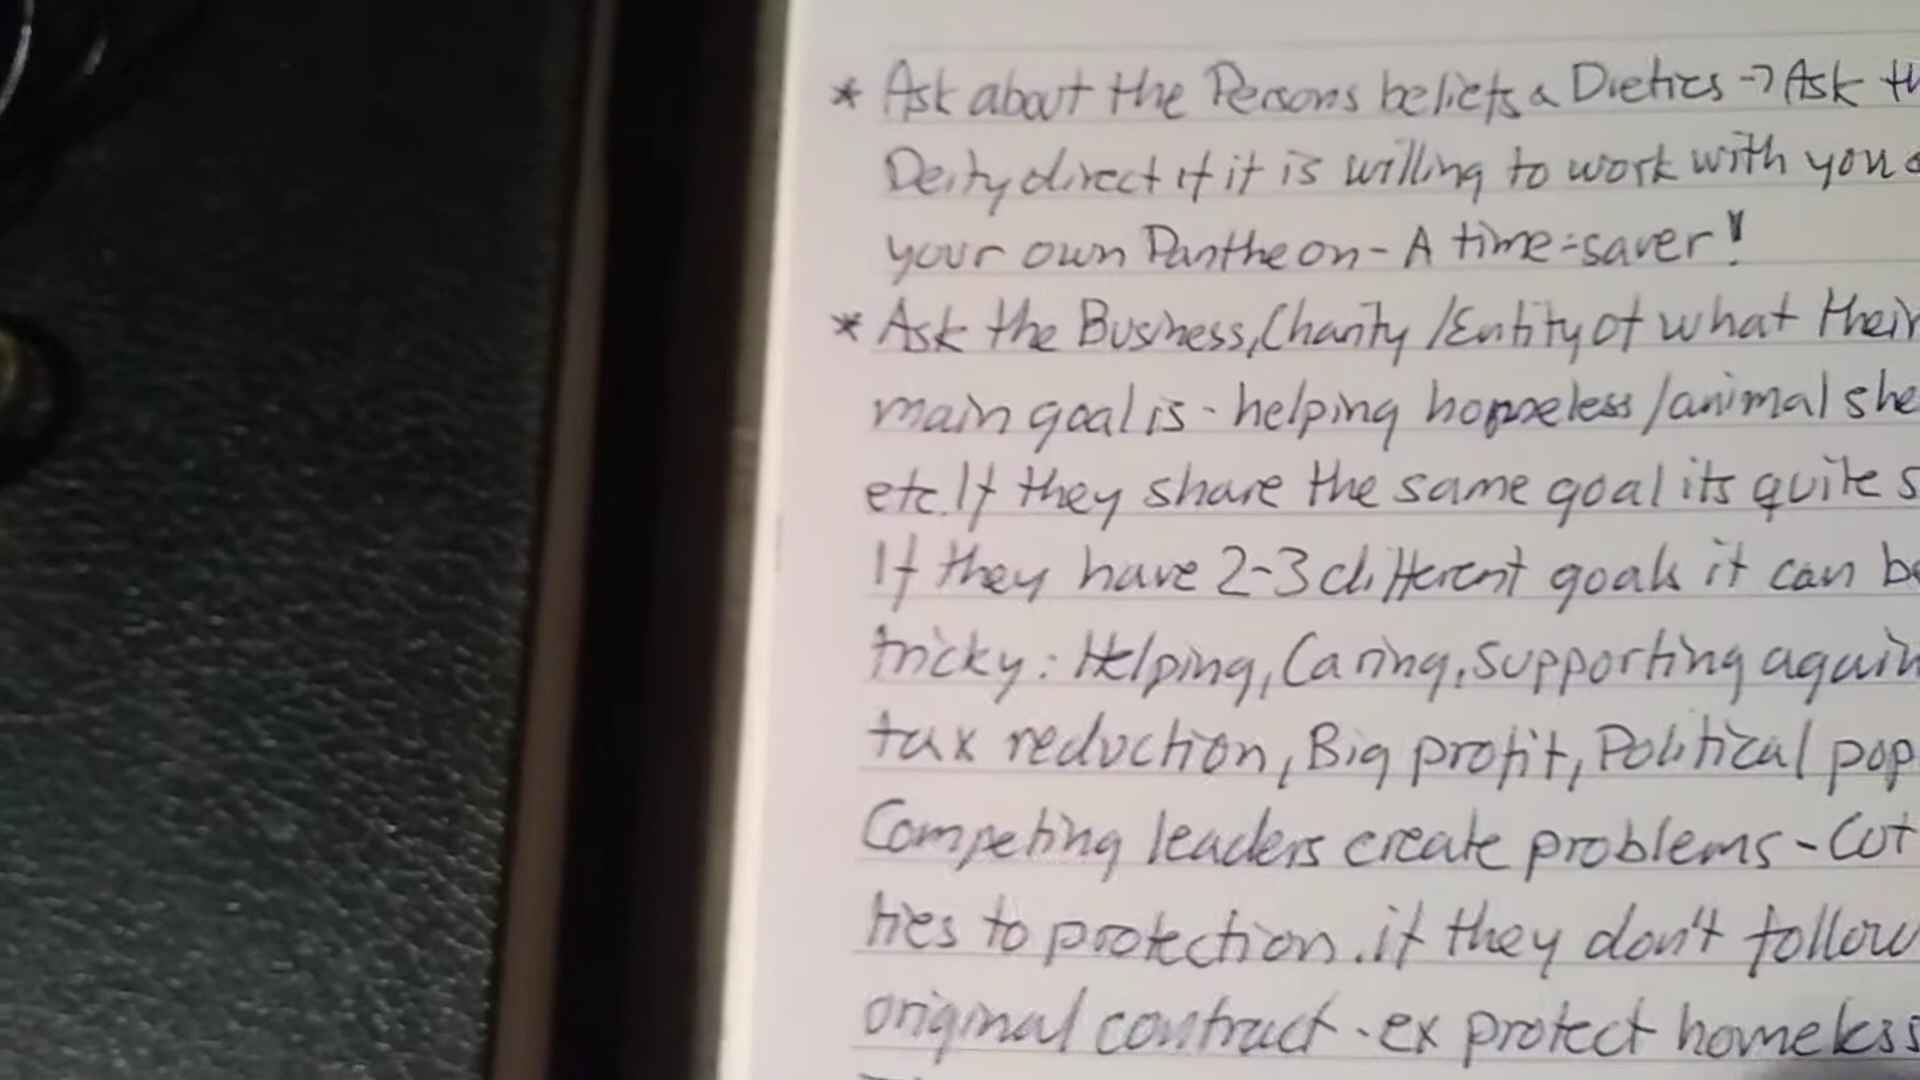 * Ask about the Persons beliefs & Dieties → Ask th
Deity direct if it is willing to work with you &
your own Pantheon - A time-saver!
* Ask the Business, Charity / Entity of what their
main goal is - helping homeless / animal she
etc. If they share the same goal its quite s
If they have 2-3 different goals it can be
tricky: Helping, Caring, Supporting again
tax reduction, Big profit, Political pop
Competing leaders create problems - Cut
ties to protection. if they don't follow
original contract - ex protect homeless